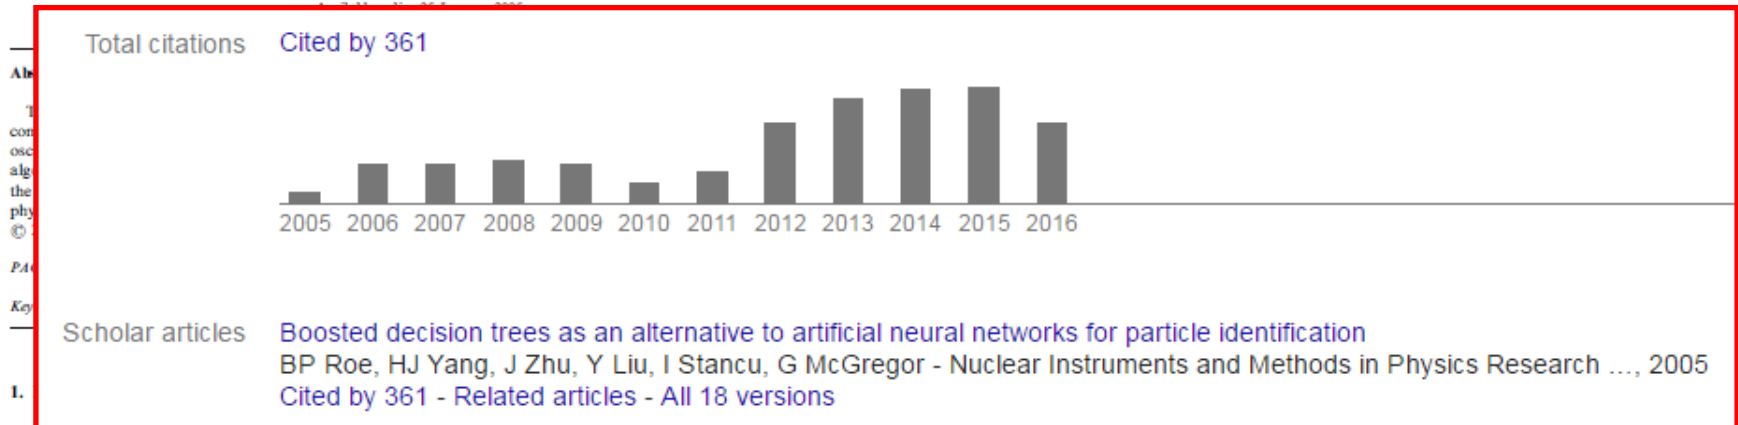 Total citations Cited by 361
2005 2006 2007 2008 2009 2010 2011 2012 2013 2014 2015 2016
Scholar articles Boosted decision trees as an alternative to artificial neural networks for particle identification
BP Roe, HJ Yang, J Zhu, Y Liu, I Stancu, G McGregor - Nuclear Instruments and Methods in Physics Research ..., 2005
Cited by 361 - Related articles - All 18 versions
1.